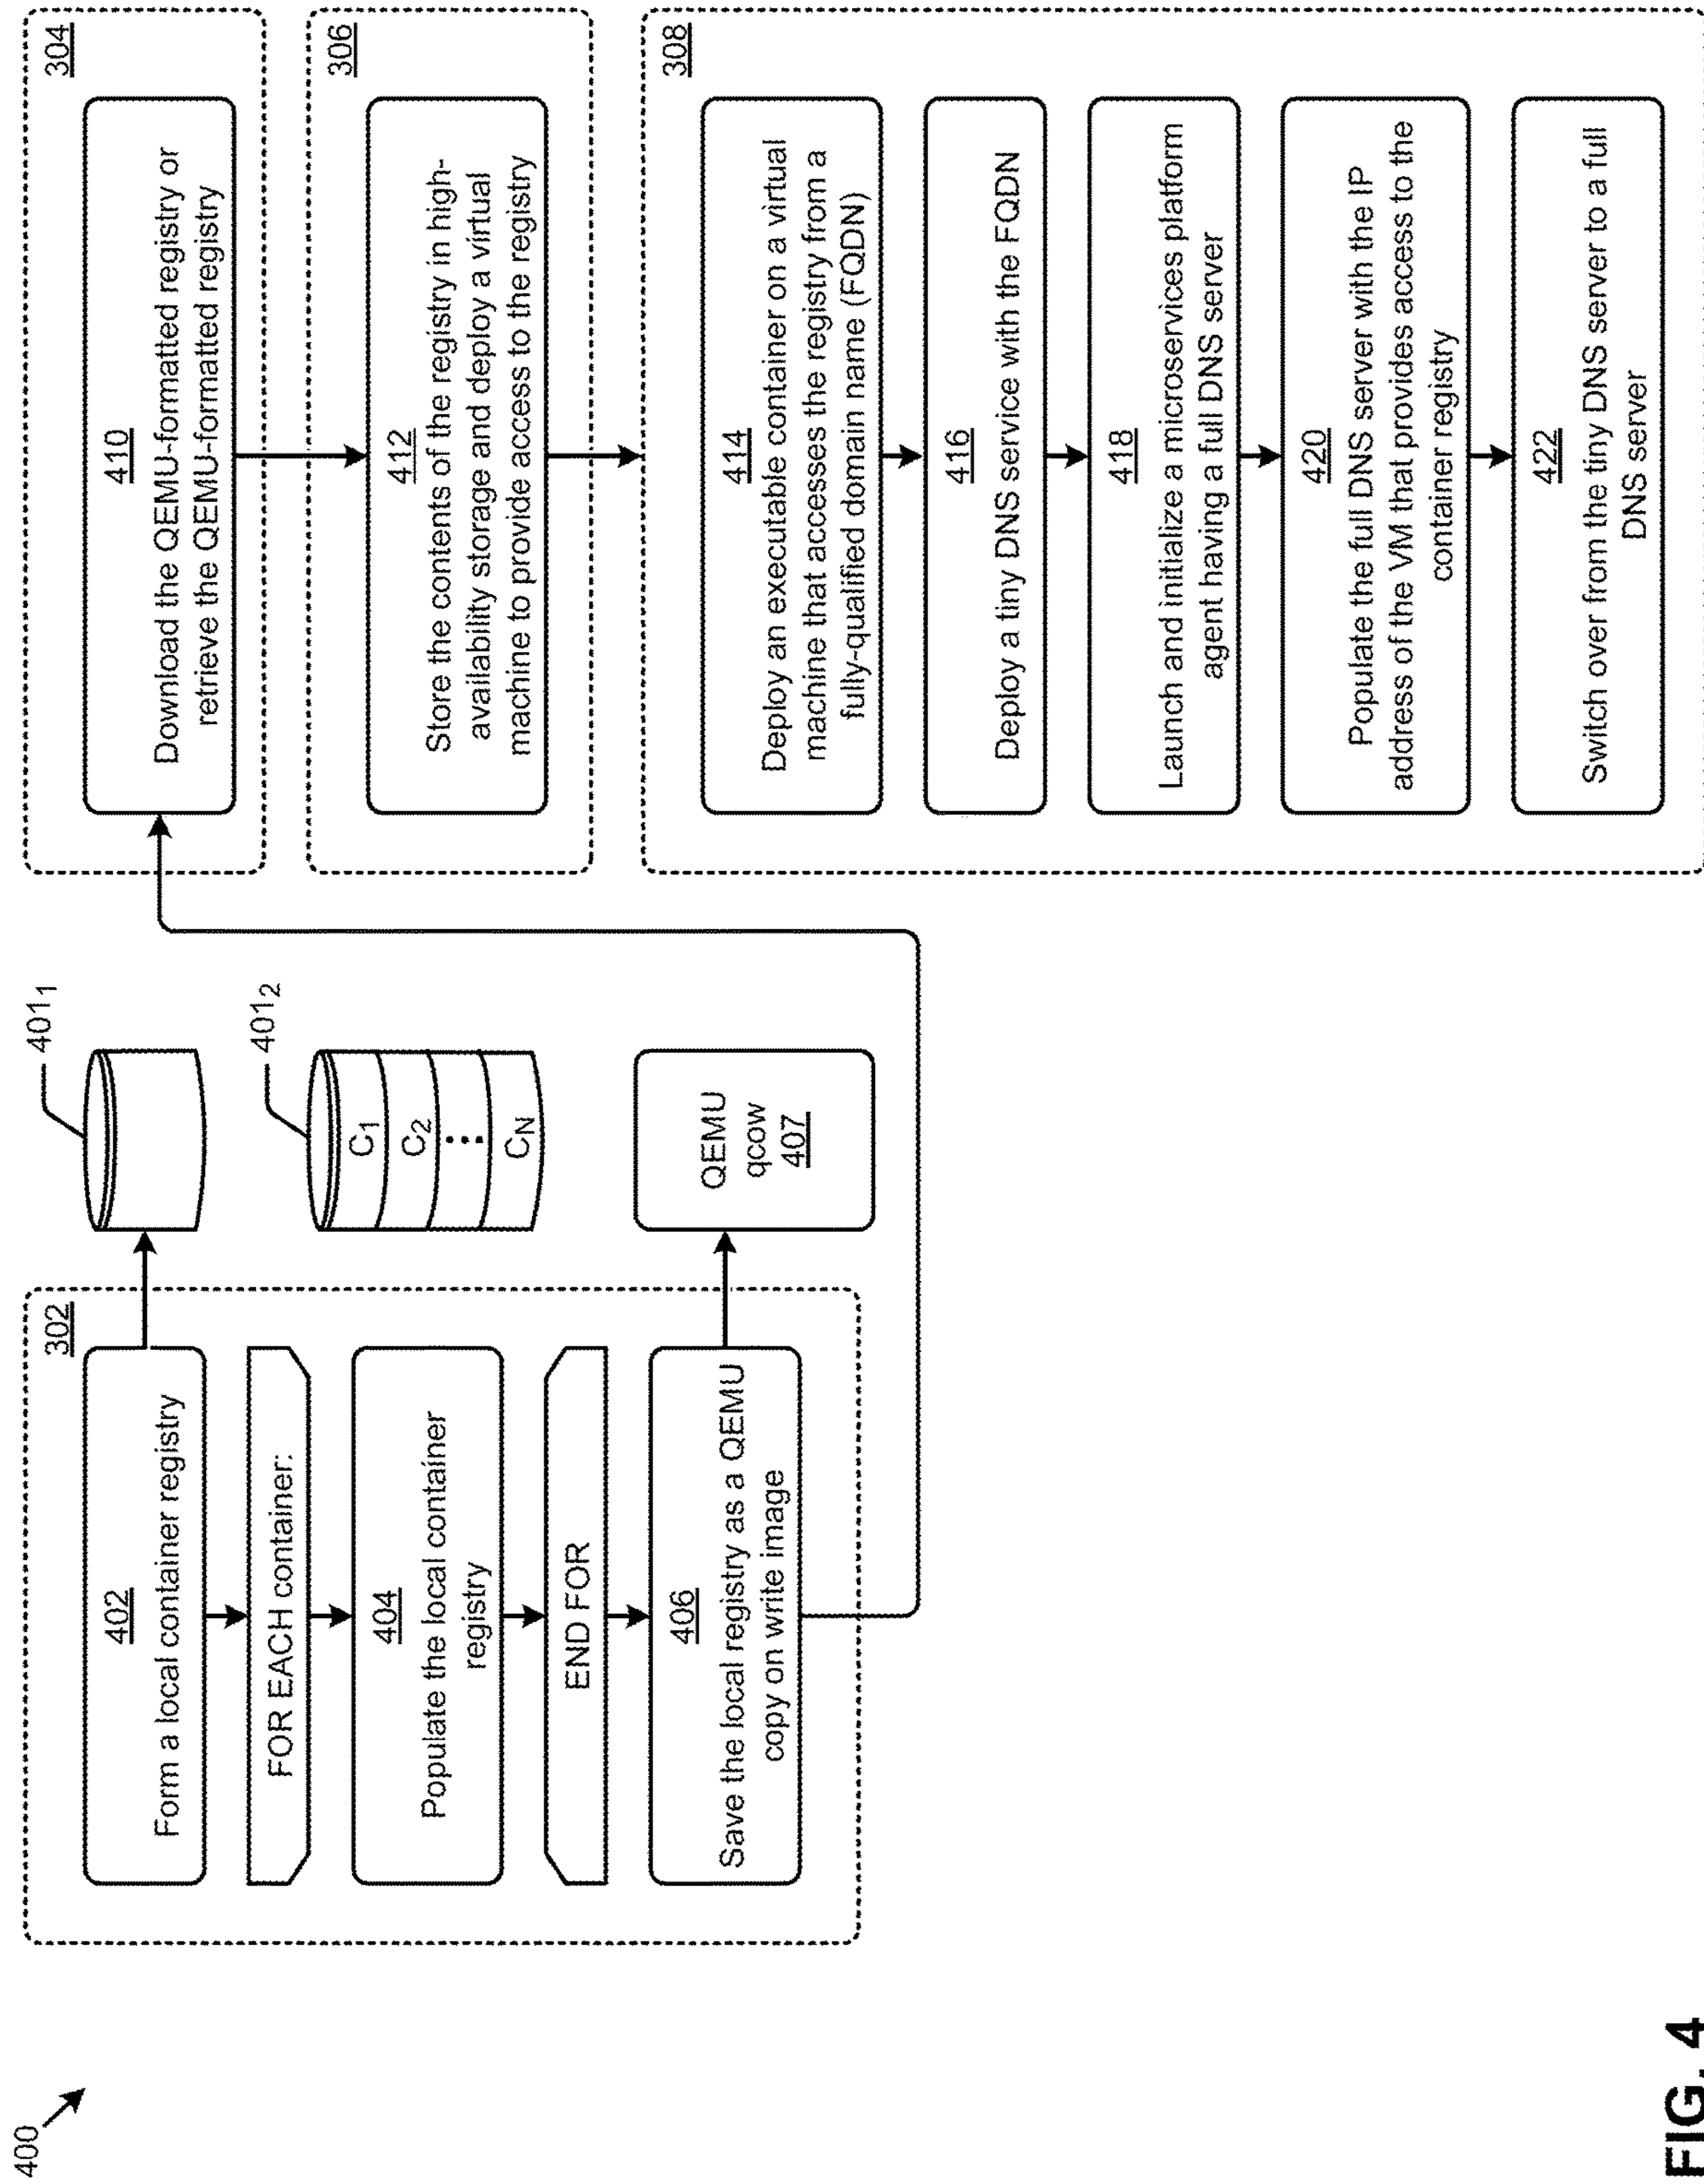 400
302
402
Form a local container registry
FOR EACH container:
404
Populate the local container
registry
END FOR
406
Save the local registry as a QEMU
copy on write image
401₁
401₂
C₁
C₂
⋮
C_N
QEMU
qcow
407
304
410
Download the QEMU-formatted registry or
retrieve the QEMU-formatted registry
306
412
Store the contents of the registry in high-
availability storage and deploy a virtual
machine to provide access to the registry
308
414
Deploy an executable container on a virtual
machine that accesses the registry from a
fully-qualified domain name (FQDN)
416
Deploy a tiny DNS service with the FQDN
418
Launch and initialize a microservices platform
agent having a full DNS server
420
Populate the full DNS server with the IP
address of the VM that provides access to the
container registry
422
Switch over from the tiny DNS server to a full
DNS server
FIG. 4